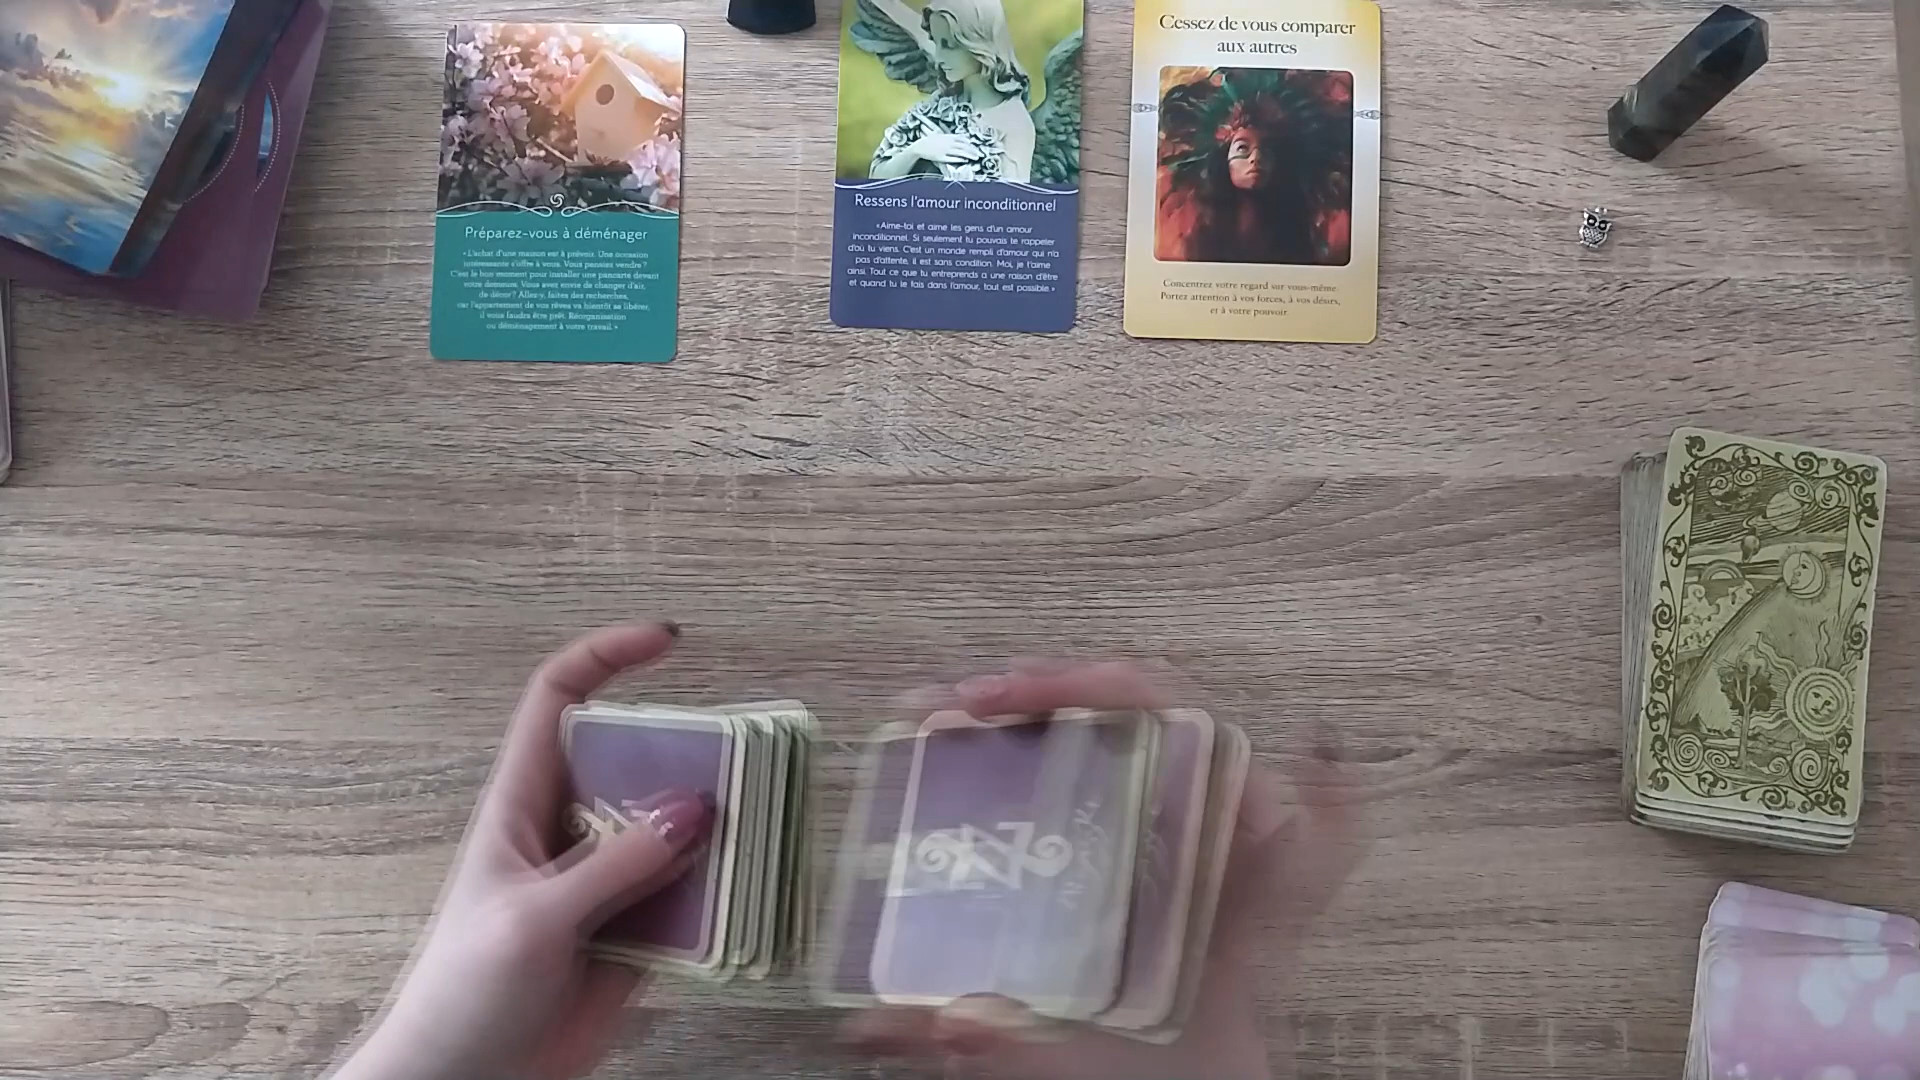 Préparez-vous à déménager
«L'achat d'une maison est à prévoir. Une occasion
intéressante s'offre à vous. Vous pensiez vendre?
C'est le bon moment pour installer une pancarte devant
votre demeure. Vous avez envie de changer d'air,
de décor? Allez-y, faites des recherches,
car l'appartement de vos rêves va bientôt se libérer,
il vous faudra être prêt. Réorganisation
ou déménagement à votre travail.»
Ressens l'amour inconditionnel
«Aime-toi et aime les gens d'un amour
inconditionnel. Si seulement tu pouvais te rappeler
d'où tu viens. C'est un monde rempli d'amour qui n'a
pas d'attente, il est sans condition. Moi, je t'aime
ainsi. Tout ce que tu entreprends a une raison d'être
et quand tu le fais dans l'amour, tout est possible»
Cessez de vous comparer
aux autres
Concentrez votre regard sur vous-même.
Portez attention à vos forces, à vos désirs,
et à votre pouvoir.